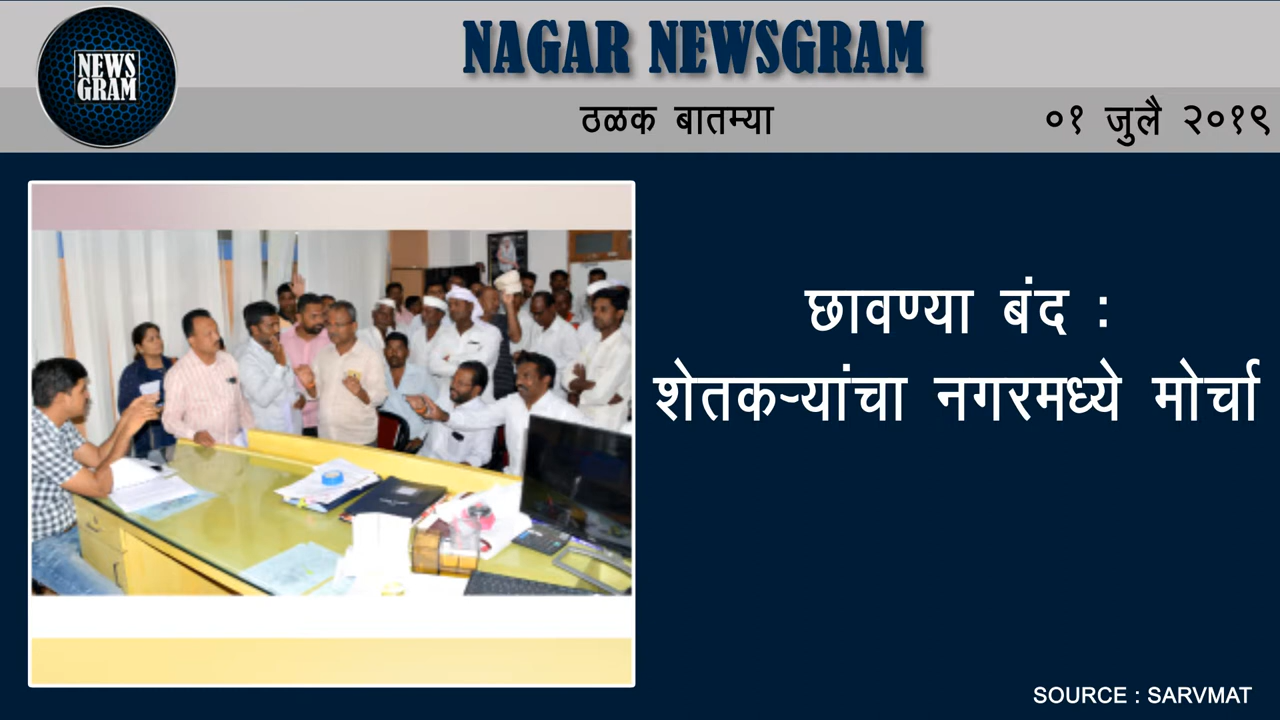 NEWS
GRAM
NAGAR NEWSGRAM
ठळक बातम्या
०१ जुलै २०१९
छावण्या बंद :
शेतकऱ्यांचा नगरमध्ये मोर्चा
SOURCE : SARVMAT